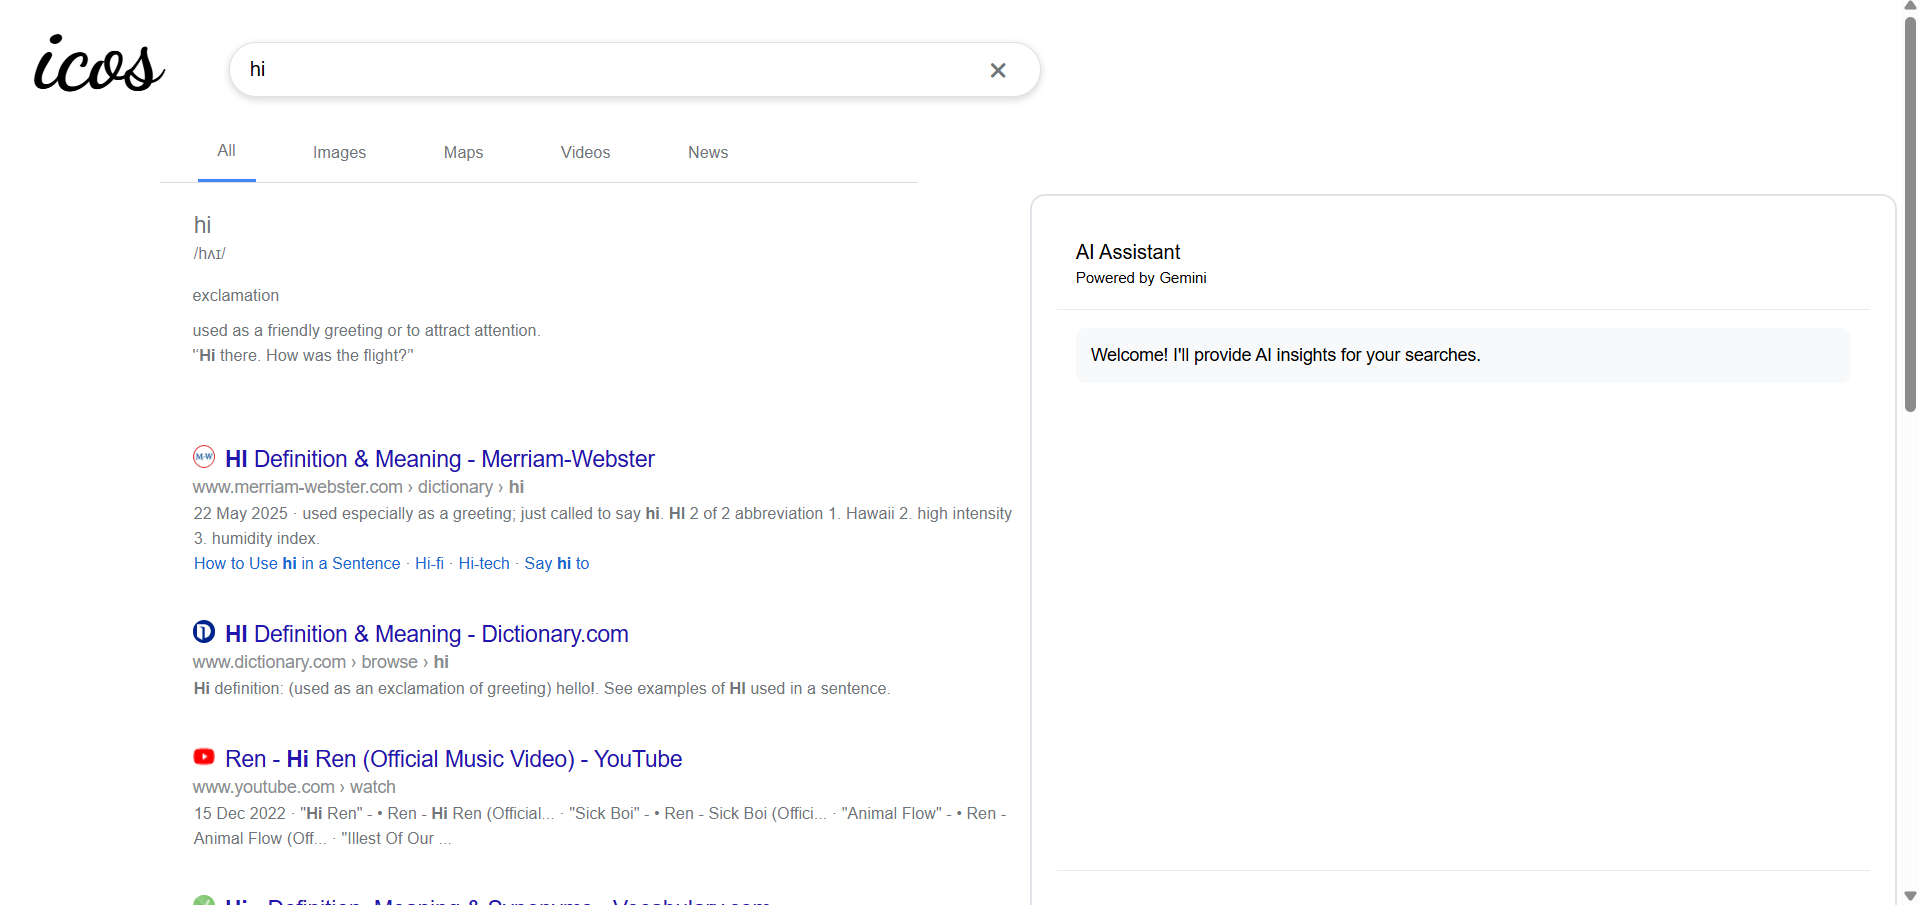 icos
hi
All
Images
Maps
Videos
News
hi
/hʌɪ/
exclamation
used as a friendly greeting or to attract attention.
"Hi there. How was the flight?"
M-W
HI Definition & Meaning - Merriam-Webster
www.merriam-webster.com › dictionary › hi
22 May 2025 · used especially as a greeting; just called to say hi. HI 2 of 2 abbreviation 1. Hawaii 2. high intensity
3. humidity index.
How to Use hi in a Sentence · Hi-fi · Hi-tech · Say hi to
HI Definition & Meaning - Dictionary.com
www.dictionary.com › browse › hi
Hi definition: (used as an exclamation of greeting) hello!. See examples of HI used in a sentence.
Ren - Hi Ren (Official Music Video) - YouTube
www.youtube.com › watch
15 Dec 2022 · "Hi Ren" - • Ren - Hi Ren (Official... · "Sick Boi" - • Ren - Sick Boi (Offici... · "Animal Flow" - • Ren -
Animal Flow (Off... · "Illest Of Our ...
Hi - Definition, Meaning & Synonyms - Vocabulary.com
AI Assistant
Powered by Gemini
Welcome! I'll provide AI insights for your searches.